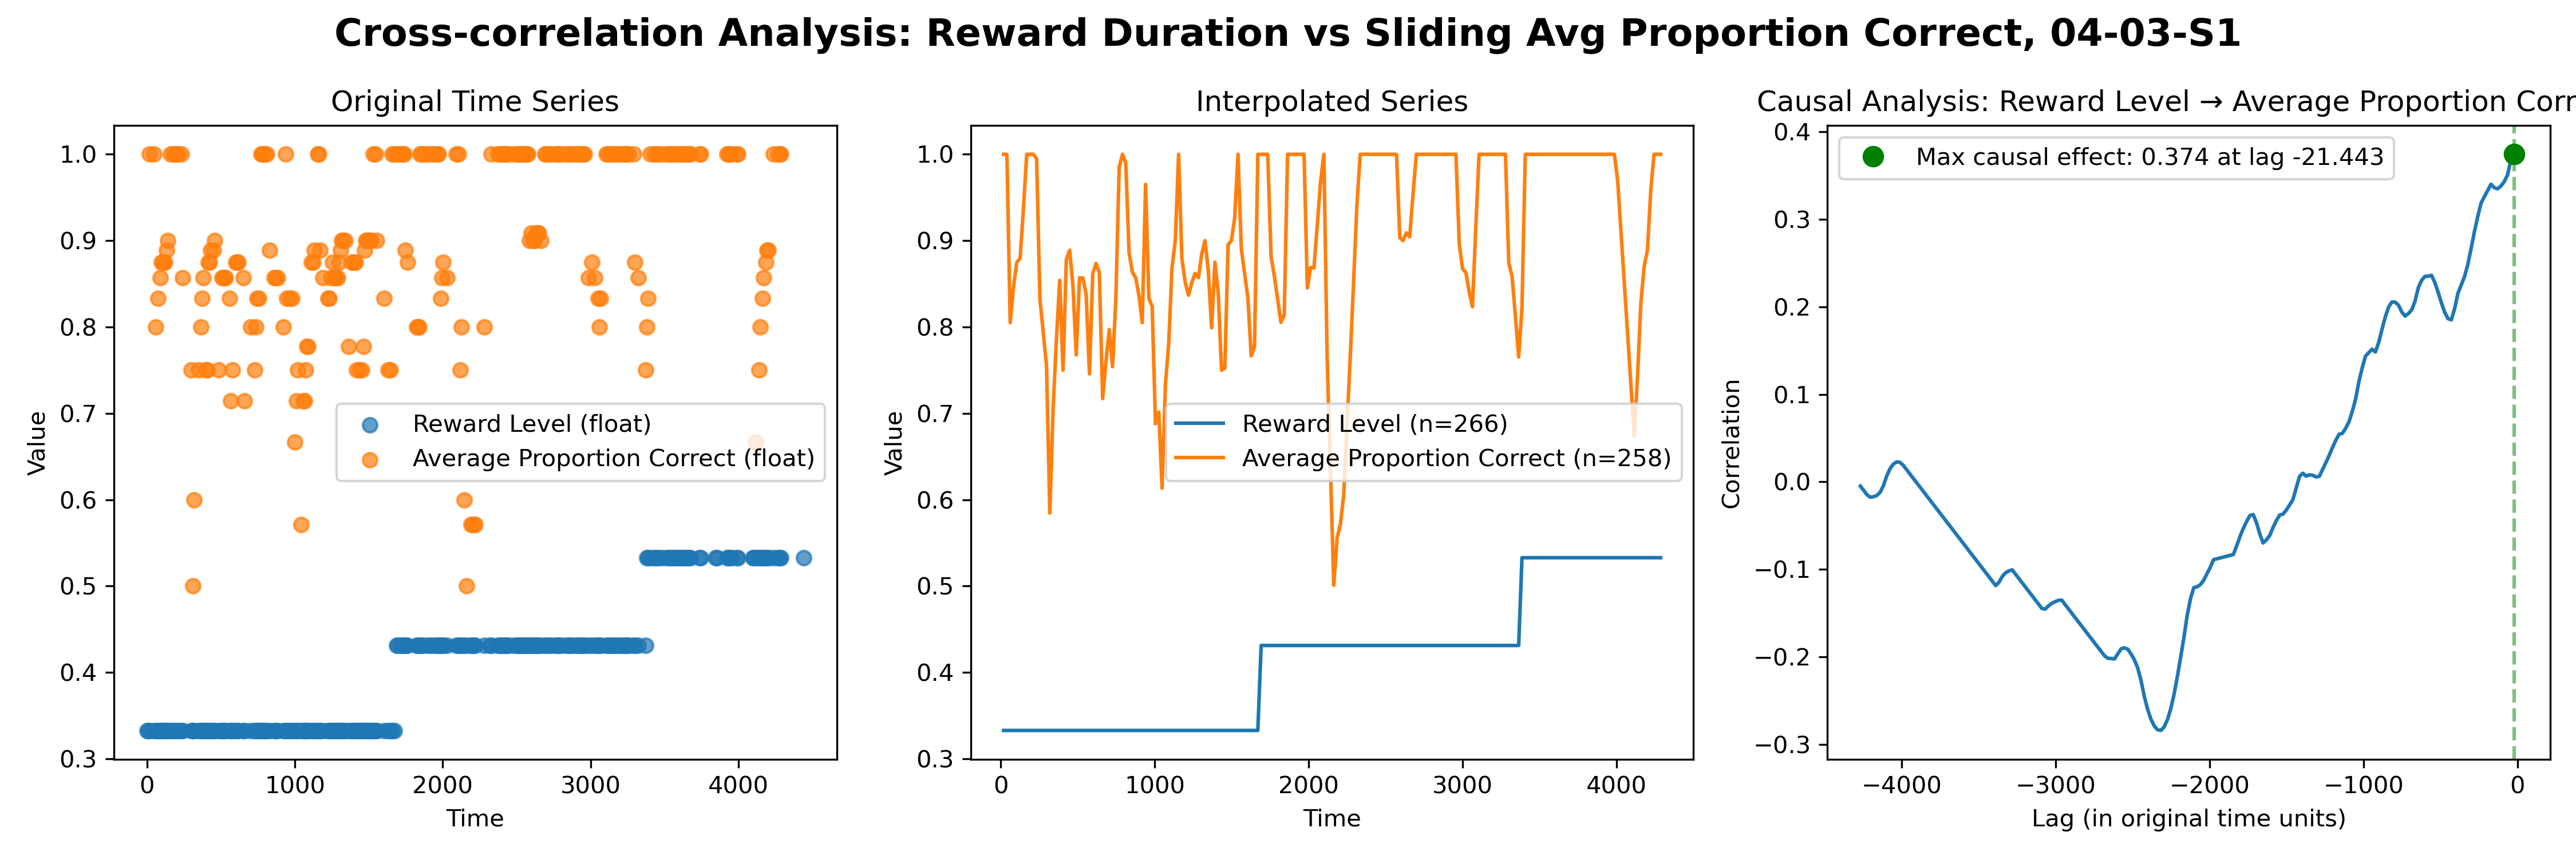 Cross-correlation Analysis: Reward Duration vs Sliding Avg Proportion Correct, 04-03-S1
Original Time Series
1.0
0.9
0.8
0.7
0.6
0.5
0.4
0.3
Value
Reward Level (float)
Average Proportion Correct (float)
0
1000
2000
3000
4000
Time
Interpolated Series
1.0
0.9
0.8
0.7
0.6
0.5
0.4
0.3
Value
Reward Level (n=266)
Average Proportion Correct (n=258)
0
1000
2000
3000
4000
Time
Causal Analysis: Reward Level → Average Proportion Corr
0.4
0.3
0.2
0.1
0.0
−0.1
−0.2
−0.3
Correlation
Max causal effect: 0.374 at lag -21.443
−4000
−3000
−2000
−1000
0
Lag (in original time units)